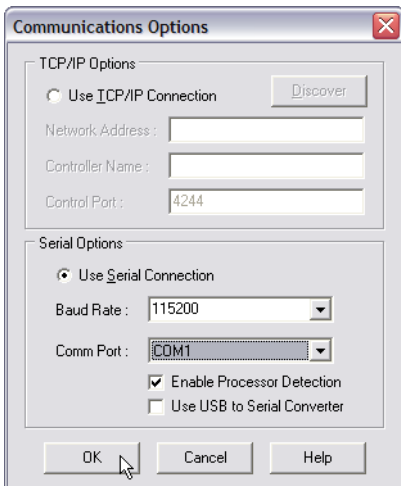 Communications Options
TCP/IP Options
Use TCP/IP Connection Discover
Network Address :
Controller Name :
Control Port : 4244
Serial Options
Use Serial Connection
Baud Rate : 115200
Comm Port : COM1
Enable Processor Detection
Use USB to Serial Converter
OK Cancel Help